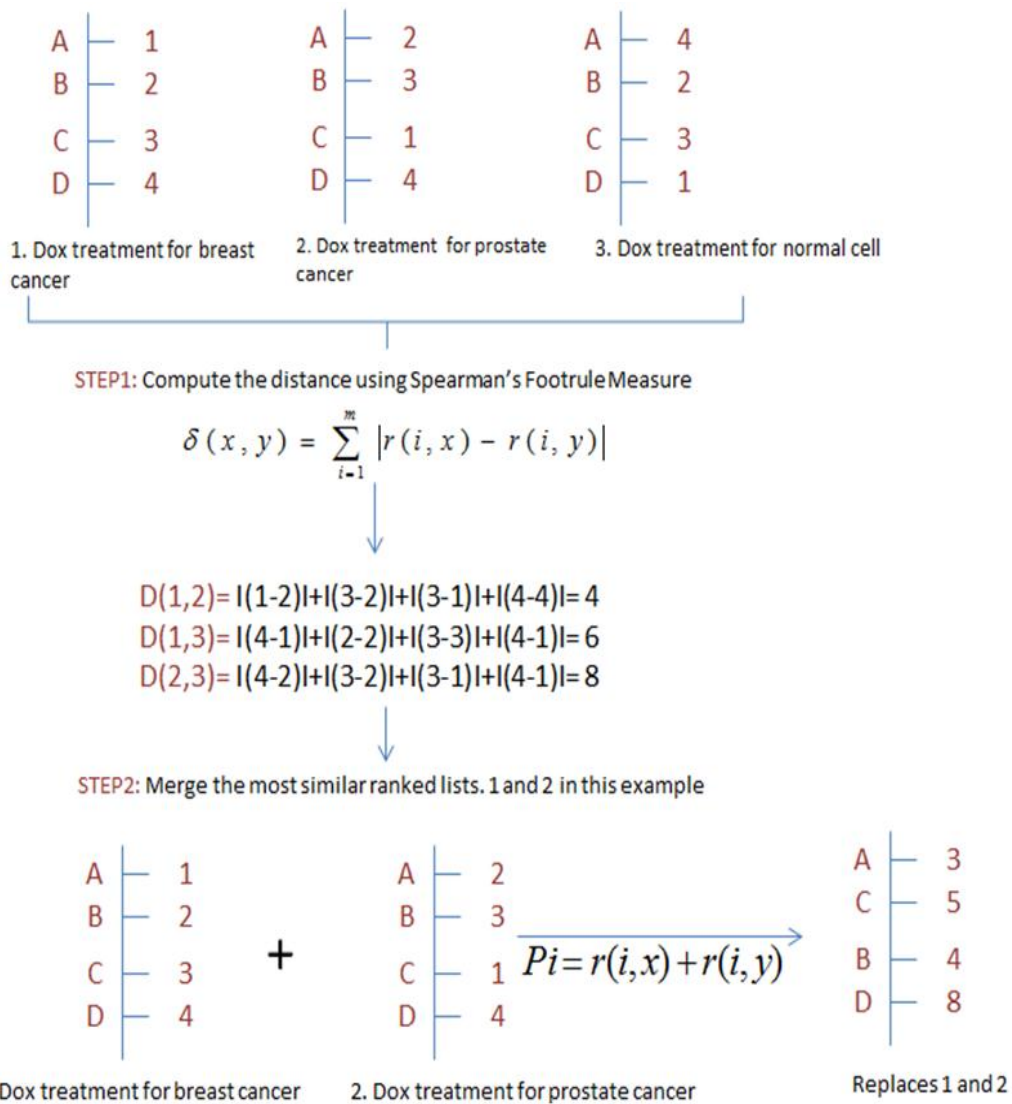 A 1
B 2
C 3
D 4
1. Dox treatment for breast
cancer
A 2
B 3
C 1
D 4
2. Dox treatment for prostate
cancer
A 4
B 2
C 3
D 1
3. Dox treatment for normal cell
STEP1: Compute the distance using Spearman's Footrule Measure
δ(x, y) = ∑_{i=1}^{m} |r(i, x) − r(i, y)|
D(1,2)= |(1-2)|+|(3-2)|+|(3-1)|+|(4-4)|= 4
D(1,3)= |(4-1)|+|(2-2)|+|(3-3)|+|(4-1)|= 6
D(2,3)= |(4-2)|+|(3-2)|+|(3-1)|+|(4-1)|= 8
STEP2: Merge the most similar ranked lists. 1 and 2 in this example
A 1
B 2
C 3
D 4
Dox treatment for breast cancer
+
A 2
B 3
C 1
D 4
2. Dox treatment for prostate cancer
Pi=r(i,x)+r(i,y)
A 3
C 5
B 4
D 8
Replaces 1 and 2